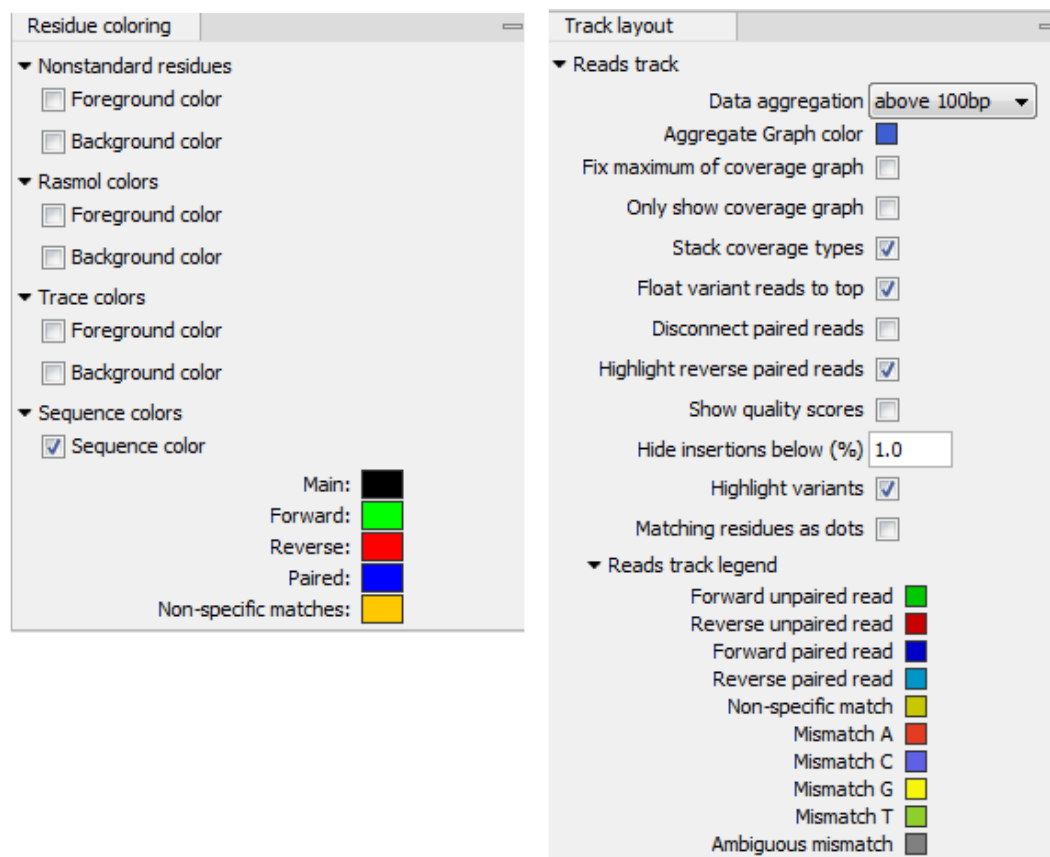 Residue coloring
Nonstandard residues
Foreground color
Background color
Rasmol colors
Foreground color
Background color
Trace colors
Foreground color
Background color
Sequence colors
Sequence color
Main:
Forward:
Reverse:
Paired:
Non-specific matches:
Track layout
Reads track
Data aggregation above 100bp
Aggregate Graph color
Fix maximum of coverage graph
Only show coverage graph
Stack coverage types
Float variant reads to top
Disconnect paired reads
Highlight reverse paired reads
Show quality scores
Hide insertions below (%) 1.0
Highlight variants
Matching residues as dots
Reads track legend
Forward unpaired read
Reverse unpaired read
Forward paired read
Reverse paired read
Non-specific match
Mismatch A
Mismatch C
Mismatch G
Mismatch T
Ambiguous mismatch